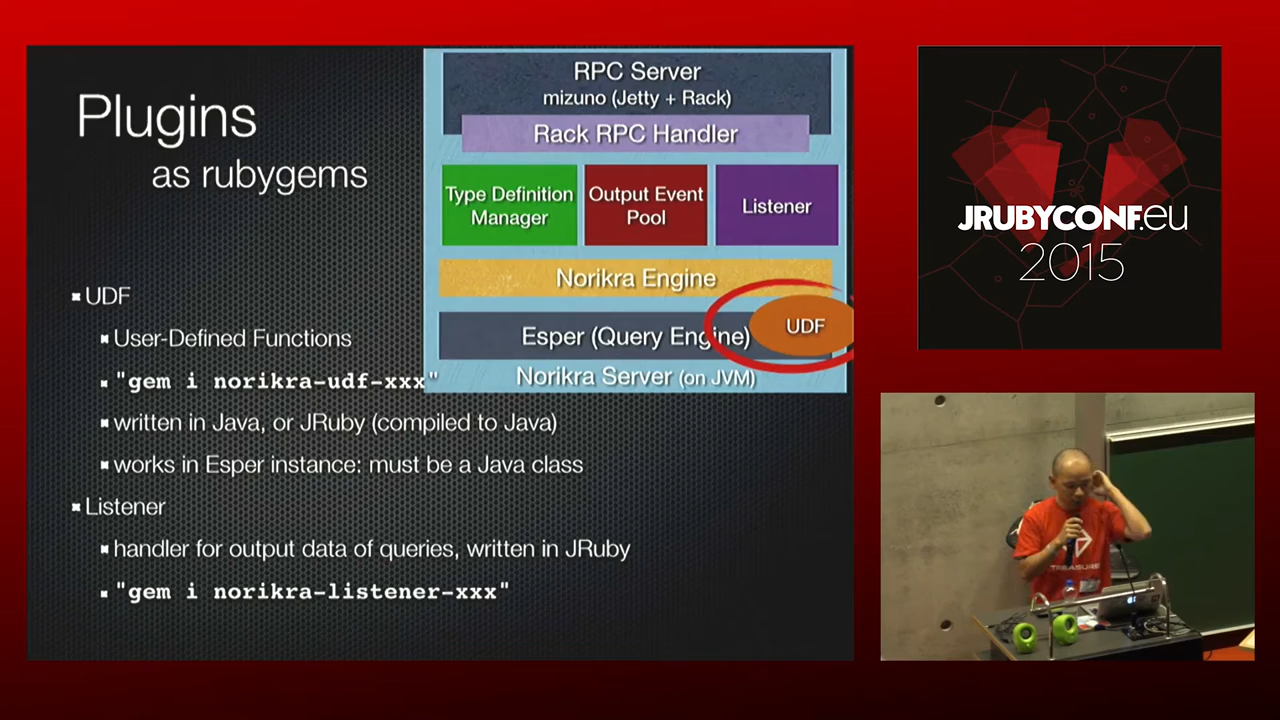 Plugins
as rubygems
RPC Server
mizuno (Jetty + Rack)
Rack RPC Handler
Type Definition
Manager
Output Event
Pool
Listener
Norikra Engine
Esper (Query Engine)
UDF
Norikra Server (on JVM)
UDF
User-Defined Functions
"gem i norikra-udf-xxx"
written in Java, or JRuby (compiled to Java)
works in Esper instance: must be a Java class
Listener
handler for output data of queries, written in JRuby
"gem i norikra-listener-xxx"
JRUBYCONF.eu
2015
TREASURE